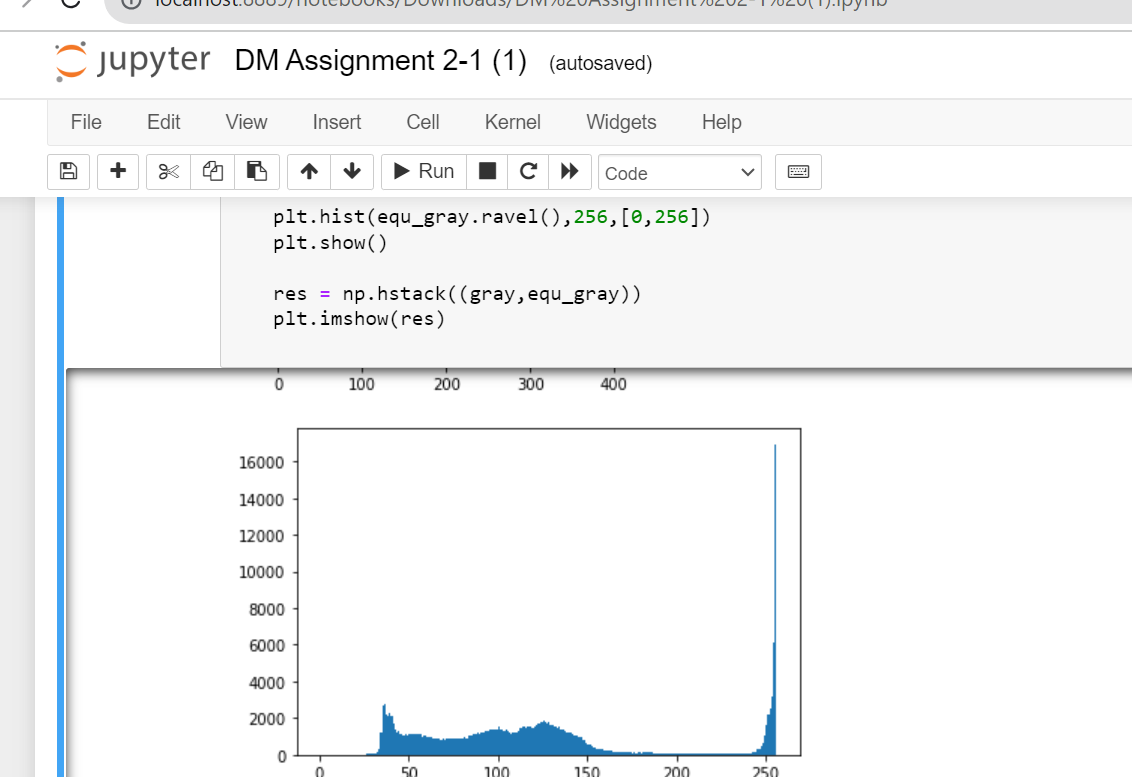 localhost:8889/notebooks/Downloads/DM%20Assignment%202-1%20(1).ipynb
jupyter DM Assignment 2-1 (1) (autosaved)
File Edit View Insert Cell Kernel Widgets Help
Run Code
plt.hist(equ_gray.ravel(),256,[0,256])
plt.show()
res = np.hstack((gray,equ_gray))
plt.imshow(res)
0 100 200 300 400
16000
14000
12000
10000
8000
6000
4000
2000
0
0 50 100 150 200 250